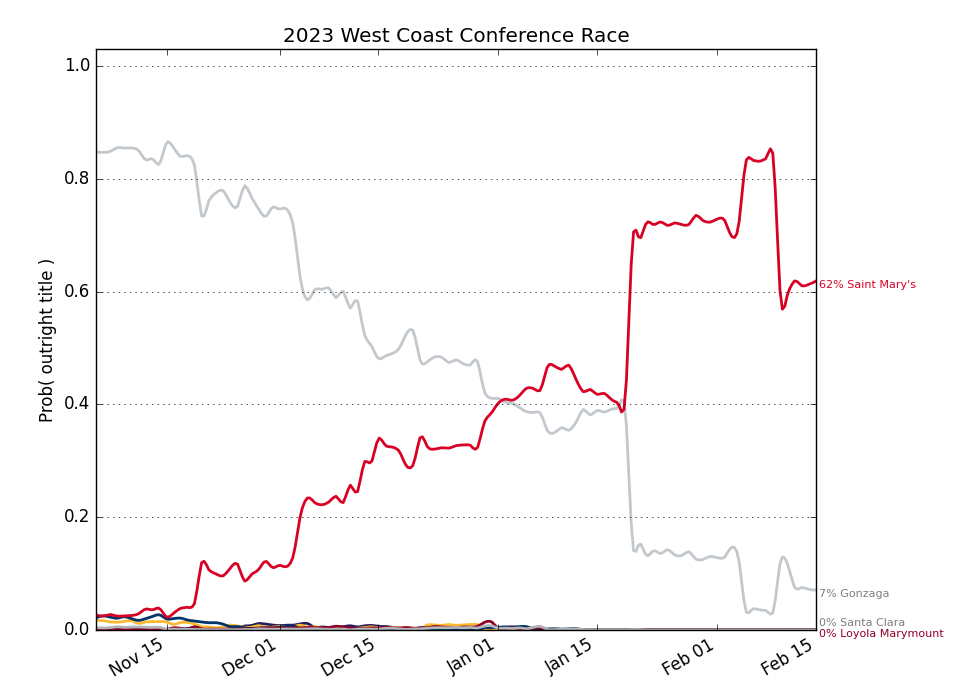 2023 West Coast Conference Race
Prob( outright title )
1.0
0.8
0.6
0.4
0.2
0.0
Nov 15
Dec 01
Dec 15
Jan 01
Jan 15
Feb 01
Feb 15
62% Saint Mary's
7% Gonzaga
0% Santa Clara
0% Loyola Marymount